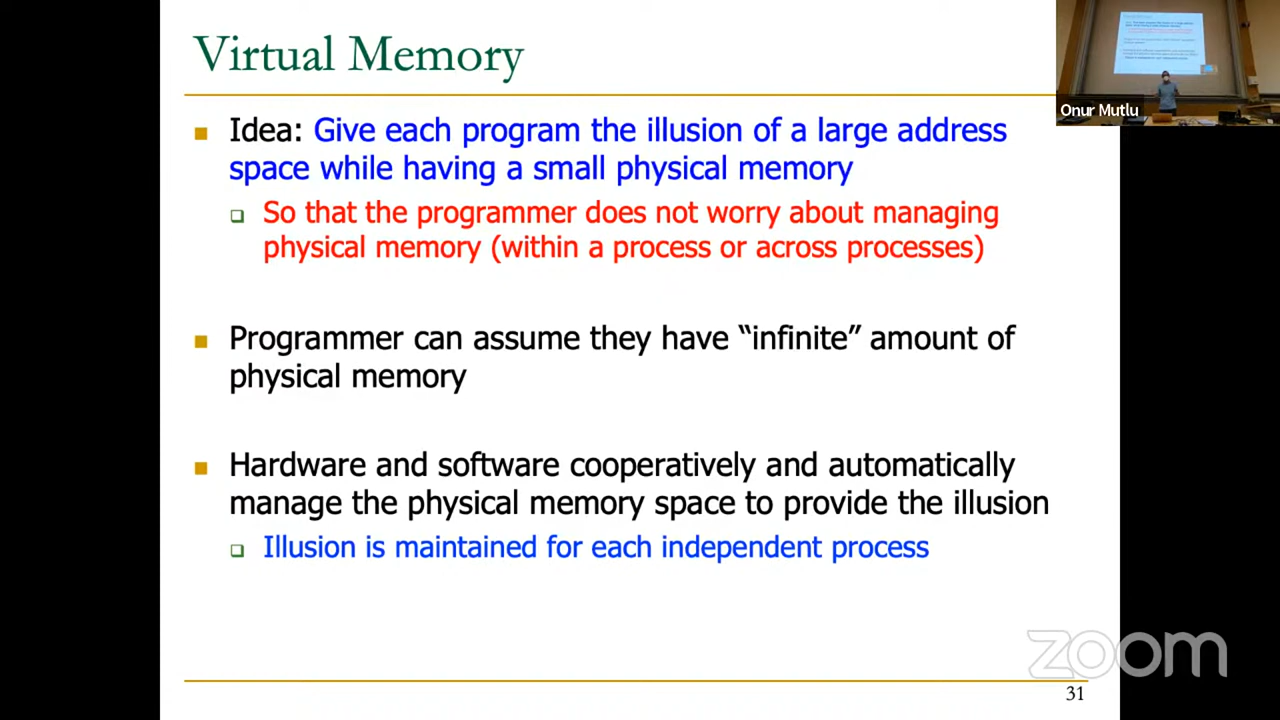 Virtual Memory
Onur Mutlu
Idea: Give each program the illusion of a large address
space while having a small physical memory
So that the programmer does not worry about managing
physical memory (within a process or across processes)
Programmer can assume they have “infinite” amount of
physical memory
Hardware and software cooperatively and automatically
manage the physical memory space to provide the illusion
Illusion is maintained for each independent process
zoom
31